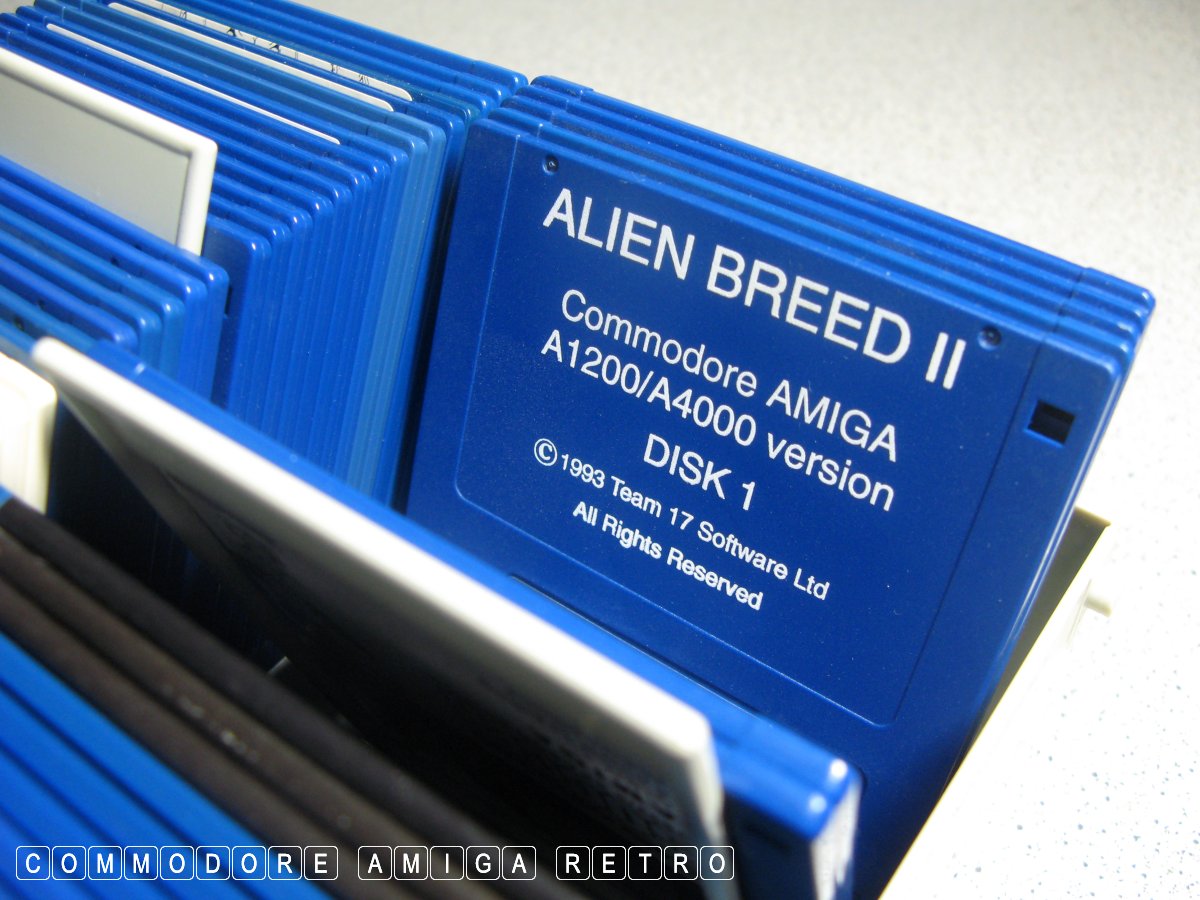 ALIEN BREED II
Commodore AMIGA
A1200/A4000 version
DISK 1
© 1993 Team 17 Software Ltd
All Rights Reserved
COMMODORE AMIGA RETRO